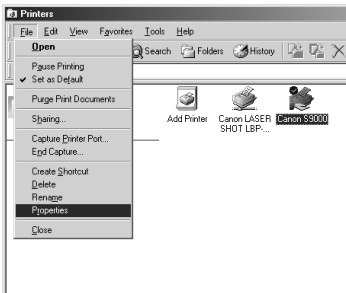 Printers
File Edit View Favorites Tools Help
Open
Search Folders History
Pause Printing
Set as Default
Purge Print Documents
Sharing...
Add Printer Canon LASER SHOT LBP-... Canon S9000
Capture Printer Port...
End Capture...
Create Shortcut
Delete
Rename
Properties
Close